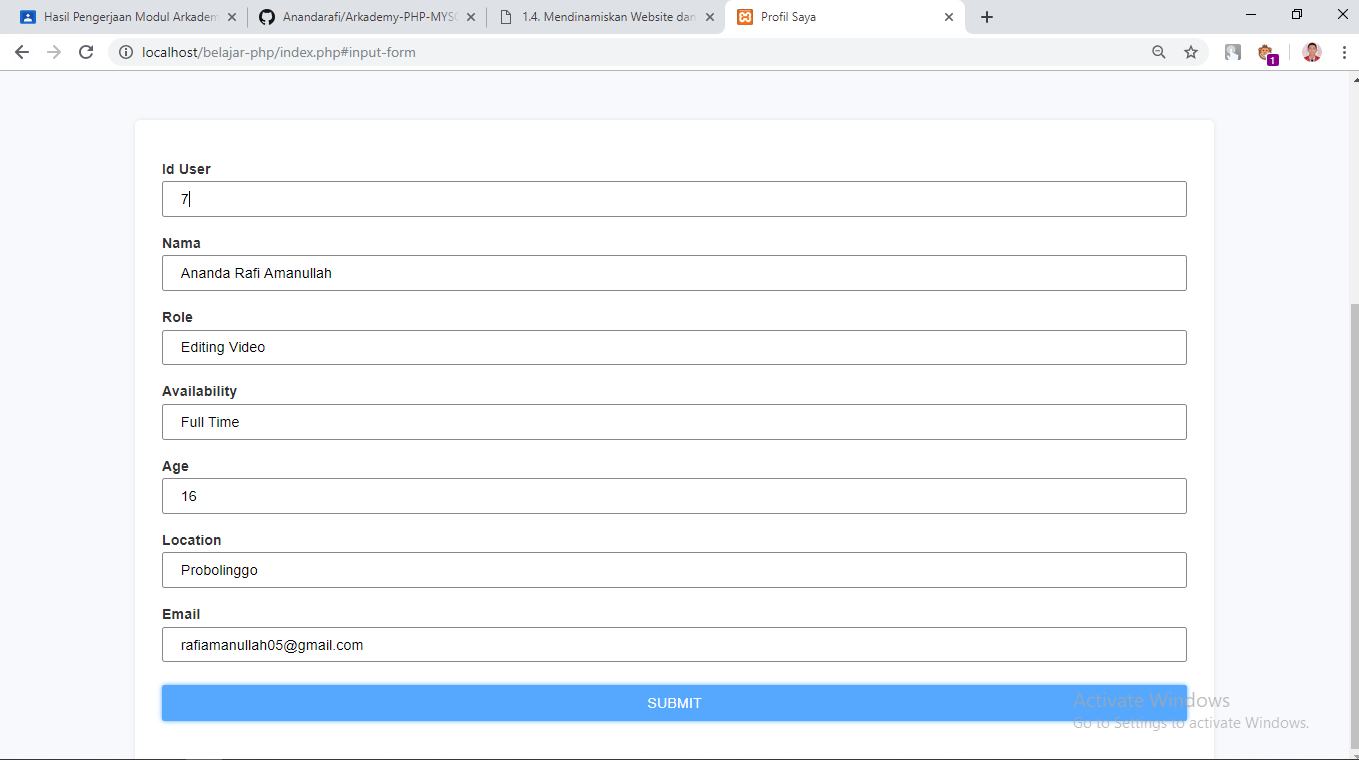 Hasil Pengerjaan Modul Arkadem
Anandarafi/Arkademy-PHP-MYSQ
1.4. Mendinamiskan Website dan
Profil Saya
localhost/belajar-php/index.php#input-form
1
Id User
7
Nama
Ananda Rafi Amanullah
Role
Editing Video
Availability
Full Time
Age
16
Location
Probolinggo
Email
rafiamanullah05@gmail.com
SUBMIT
Activate Windows
Go to Settings to activate Windows.